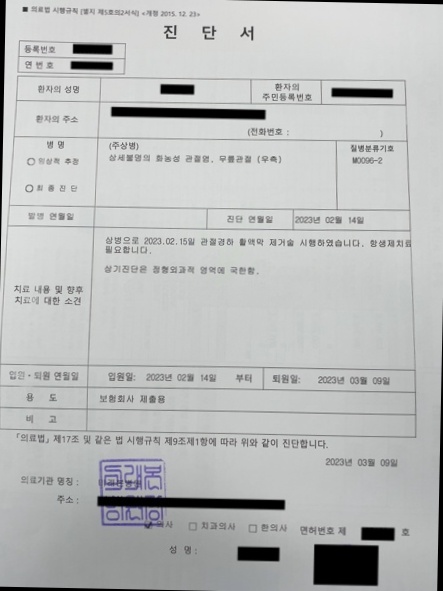 ■ 의료법 시행규칙 [별지 제5호의2서식] <개정 2015. 12. 23>
진 단 서
등록번호
연 번 호
환자의 성명
환자의 주민등록번호
환자의 주소
(전화번호 : )
병 명
○ 임상적 추정
○ 최 종 진 단
(주상병)
상세불명의 화농성 관절염, 무릎관절 (우측)
질병분류기호
M0096-2
발병 연월일
진단 연월일
2023년 02월 14일
치료 내용 및 향후
치료에 대한 소견
상병으로 2023.02.15일 관절경하 활액막 제거술 시행하였습니다. 항생제치료
필요합니다.
상기진단은 정형외과적 영역에 국한함.
입원·퇴원 연월일
입원일: 2023년 02월 14일 부터
퇴원일: 2023년 03월 09일
용 도
보험회사 제출용
비 고
「의료법」 제17조 및 같은 법 시행규칙 제9조제1항에 따라 위와 같이 진단합니다.
2023년 03월 09일
의료기관 명칭 :
주소 :
☑ 의사 □ 치과의사 □ 한의사 면허번호 제 호
성 명 :